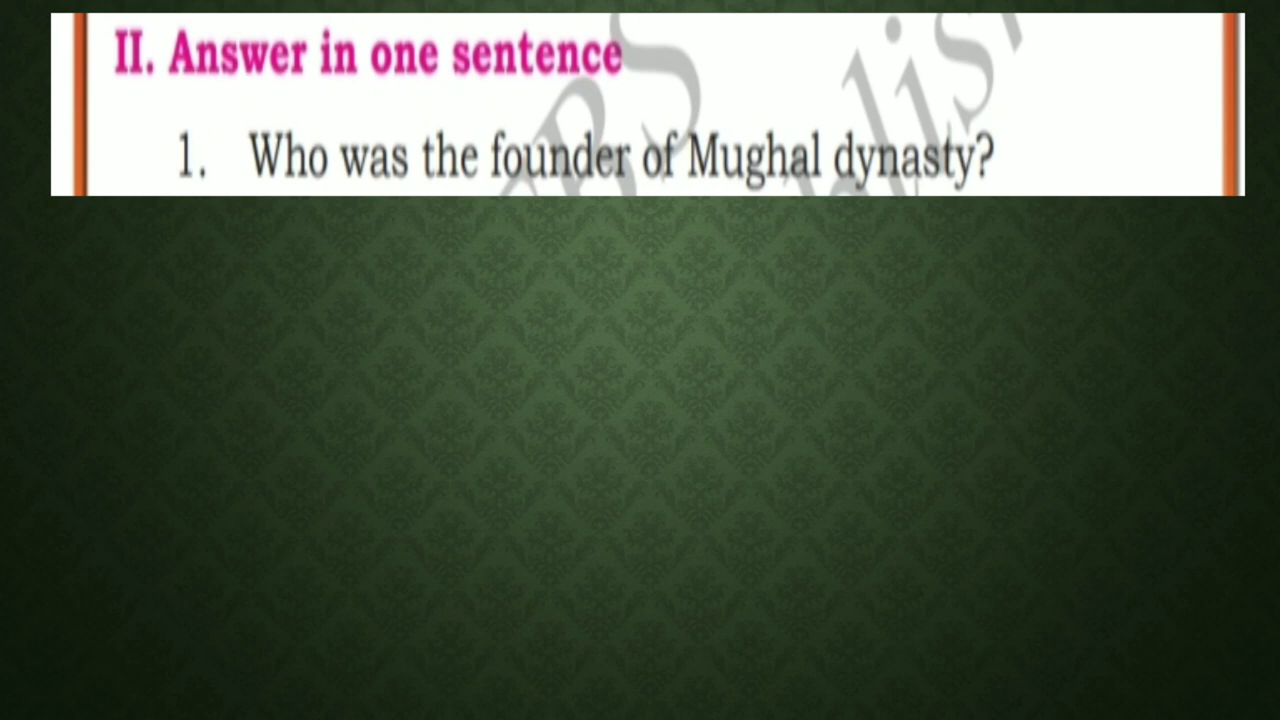 II. Answer in one sentence
1. Who was the founder of Mughal dynasty?